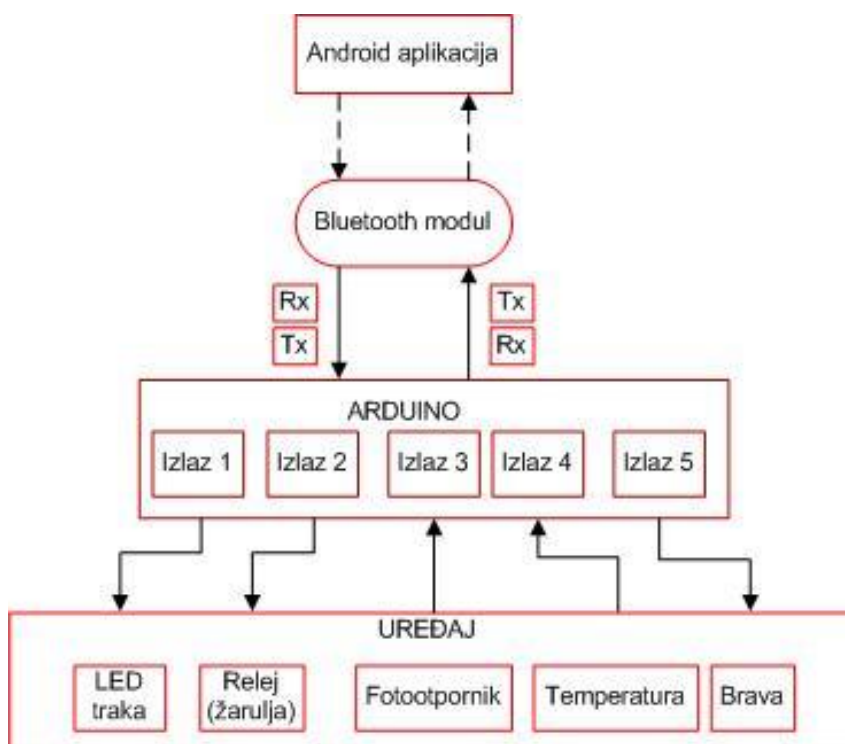 Android aplikacija
Bluetooth modul
Rx
Tx
Tx
Rx
ARDUINO
Izlaz 1
Izlaz 2
Izlaz 3
Izlaz 4
Izlaz 5
UREĐAJ
LED
traka
Relej
(žarulja)
Fotootpornik
Temperatura
Brava